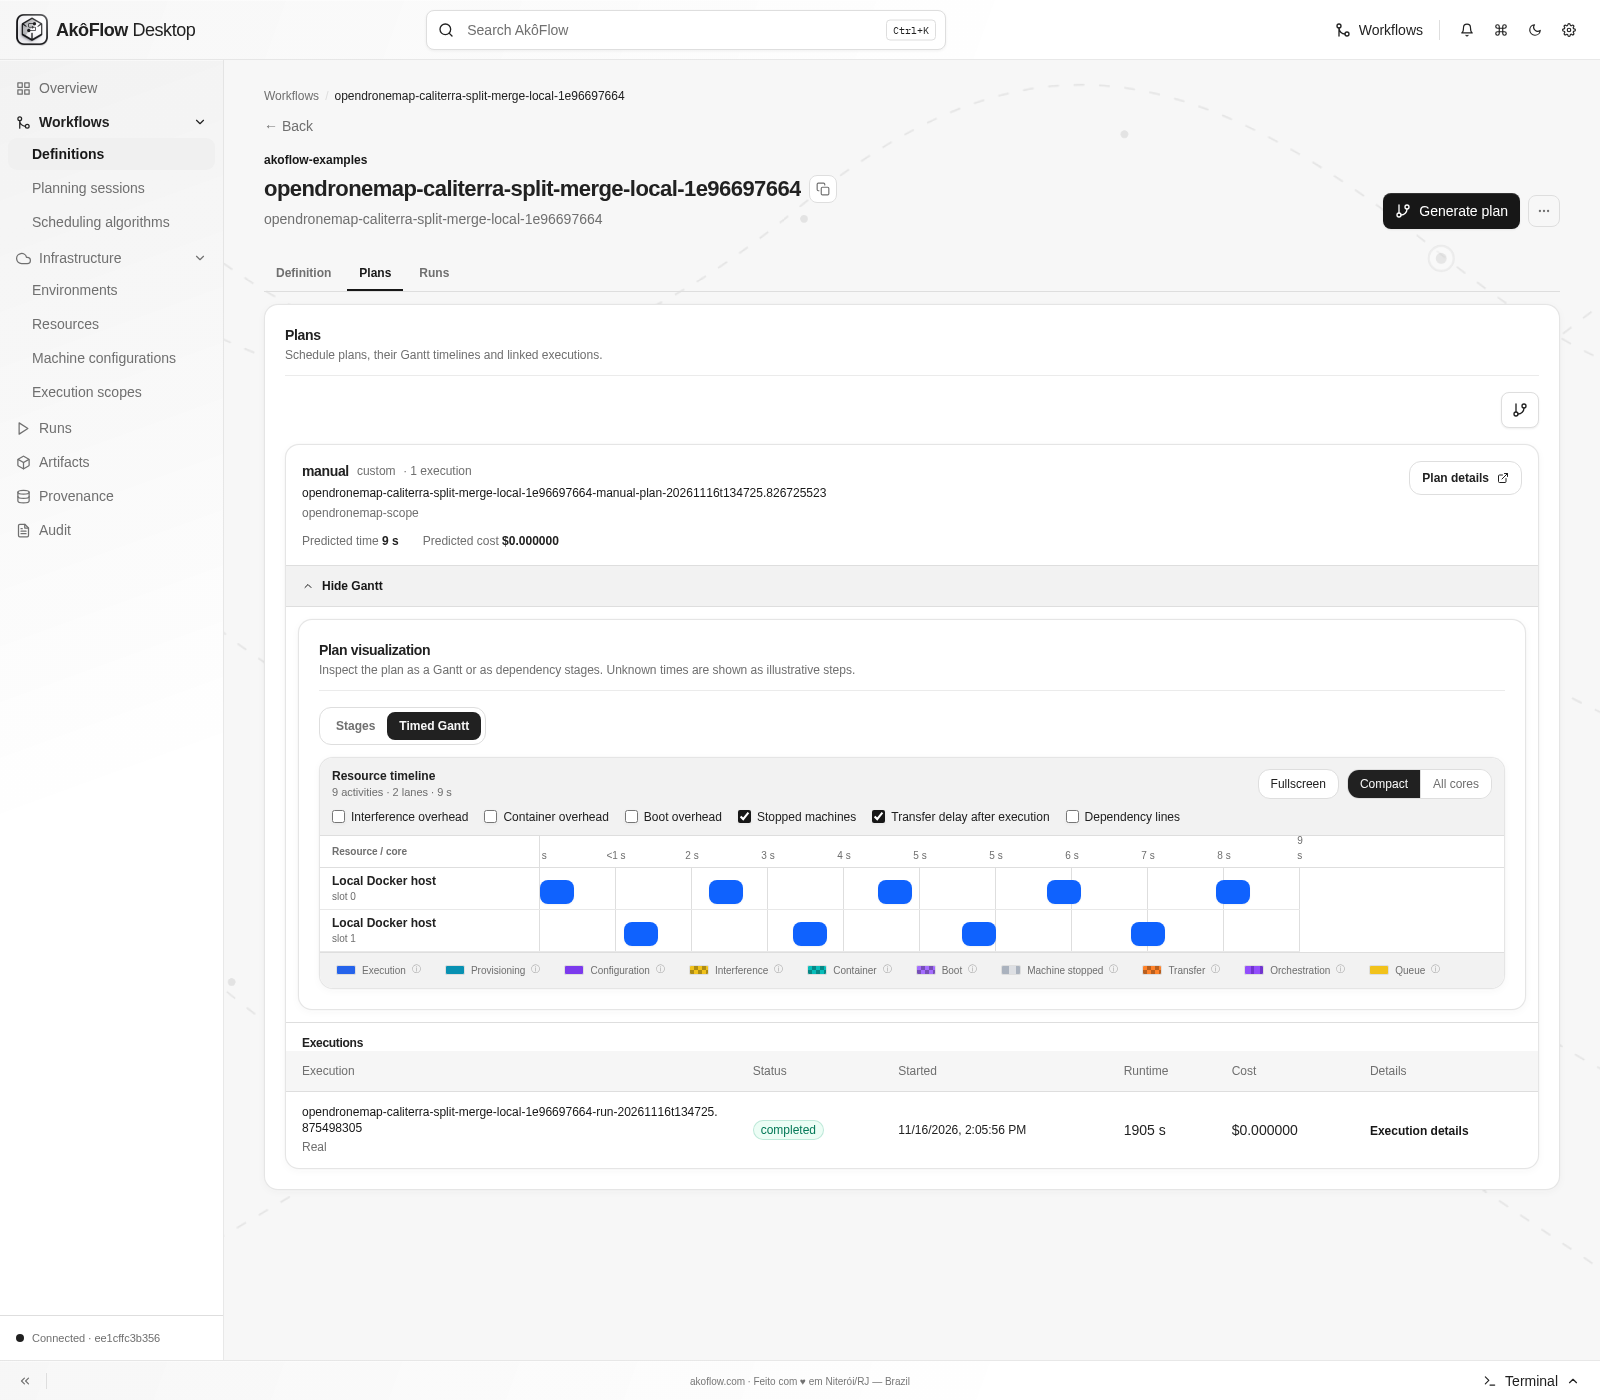 AkôFlow Desktop
Search AkôFlow
Ctrl+K
Workflows
Overview
Workflows
Definitions
Planning sessions
Scheduling algorithms
Infrastructure
Environments
Resources
Machine configurations
Execution scopes
Runs
Artifacts
Provenance
Audit
Workflows / opendronemap-caliterra-split-merge-local-1e96697664
← Back
akoflow-examples
opendronemap-caliterra-split-merge-local-1e96697664
opendronemap-caliterra-split-merge-local-1e96697664
Generate plan
Definition Plans Runs
Plans
Schedule plans, their Gantt timelines and linked executions.
manual custom · 1 execution
Plan details
opendronemap-caliterra-split-merge-local-1e96697664-manual-plan-20261116t134725.826725523
opendronemap-scope
Predicted time 9 s Predicted cost $0.000000
Hide Gantt
Plan visualization
Inspect the plan as a Gantt or as dependency stages. Unknown times are shown as illustrative steps.
Stages Timed Gantt
Resource timeline
9 activities · 2 lanes · 9 s
Fullscreen Compact All cores
Interference overhead Container overhead Boot overhead Stopped machines Transfer delay after execution Dependency lines
Resource / core s <1 s 2 s 3 s 4 s 5 s 5 s 6 s 7 s 8 s 9 s
Local Docker host
slot 0
Local Docker host
slot 1
Execution Provisioning Configuration Interference Container Boot Machine stopped Transfer Orchestration Queue
Executions
Execution Status Started Runtime Cost Details
opendronemap-caliterra-split-merge-local-1e96697664-run-20261116t134725.
875498305
Real
completed 11/16/2026, 2:05:56 PM 1905 s $0.000000 Execution details
Connected · ee1cffc3b356
akoflow.com · Feito com ♥ em Niterói/RJ — Brazil
Terminal